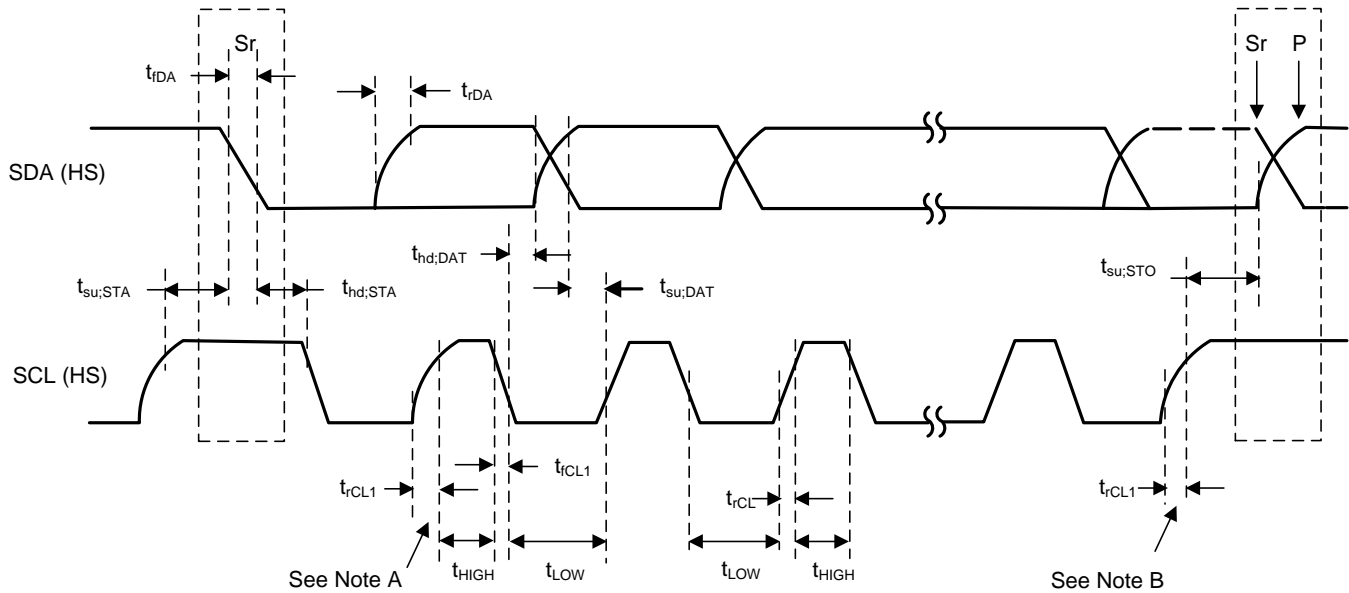 Sr
Sr P
tfDA
trDA
SDA (HS)
thd;DAT
tsu;STO
tsu;STA
thd;STA
tsu;DAT
SCL (HS)
tfCL1
trCL1
trCL
trCL1
See Note A
tHIGH
tLOW
tLOW
tHIGH
See Note B